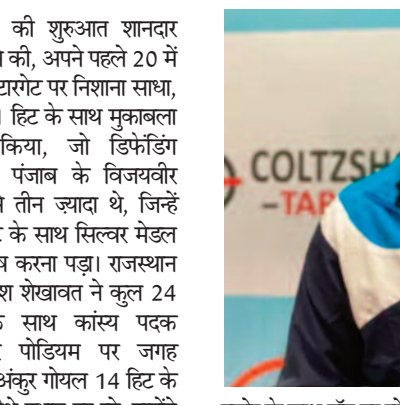 की शुरुआत शानदार
की, अपने पहले 20 में
टारगेट पर निशाना साधा,
हिट के साथ मुकाबला
किया, जो डिफेंडिंग
पंजाब के विजयवीर
तीन ज़्यादा थे, जिन्हें
के साथ सिल्वर मेडल
करना पड़ा। राजस्थान
शेखावत ने कुल 24
साथ कांस्य पदक
पोडियम पर जगह
अंकुर गोयल 14 हिट के
COLTZSH
–TAR